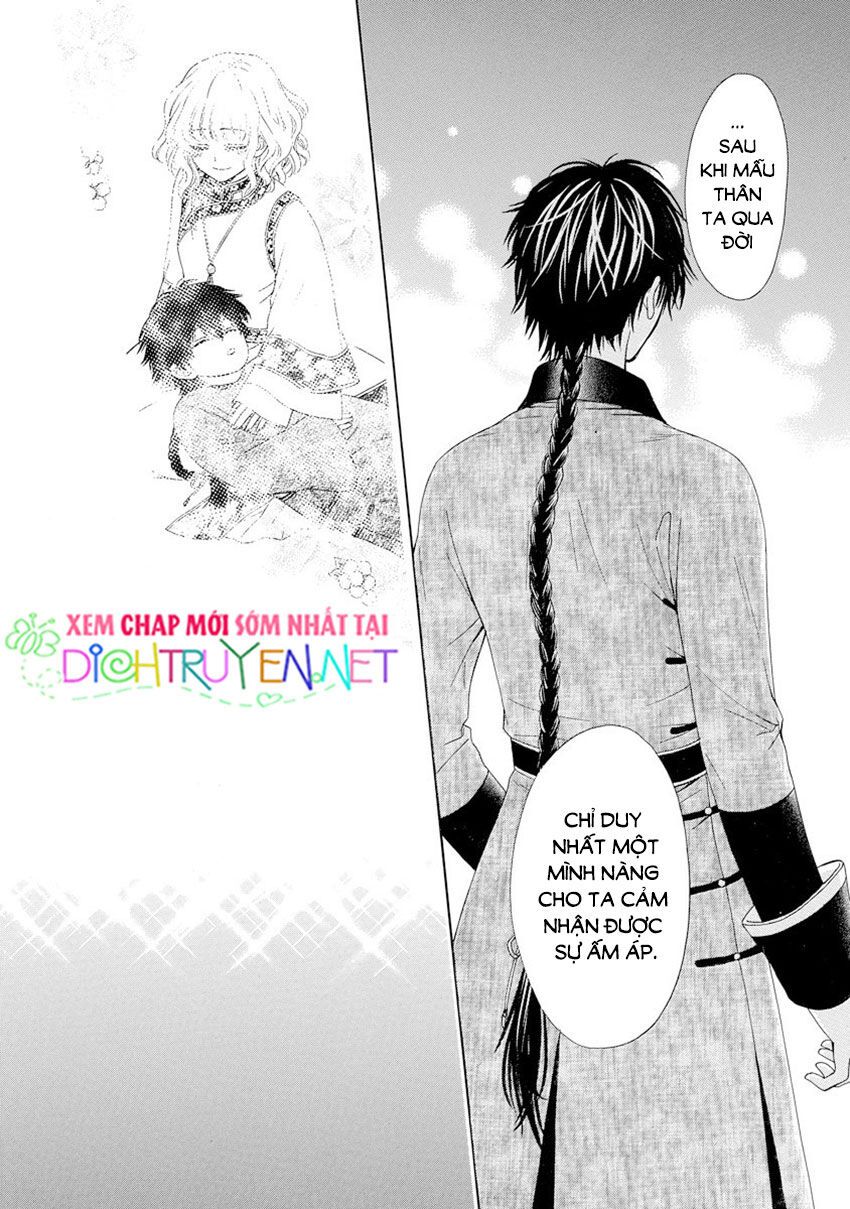 ...
SAU
KHI MẪU
THÂN
TA QUA
ĐỜI
XEM CHAP MỚI SỚM NHẤT TẠI
DICHTRUYEN.NET
CHỈ DUY
NHẤT MỘT
MÌNH NÀNG
CHO TA CẢM
NHẬN ĐƯỢC
SỰ ẤM ÁP.